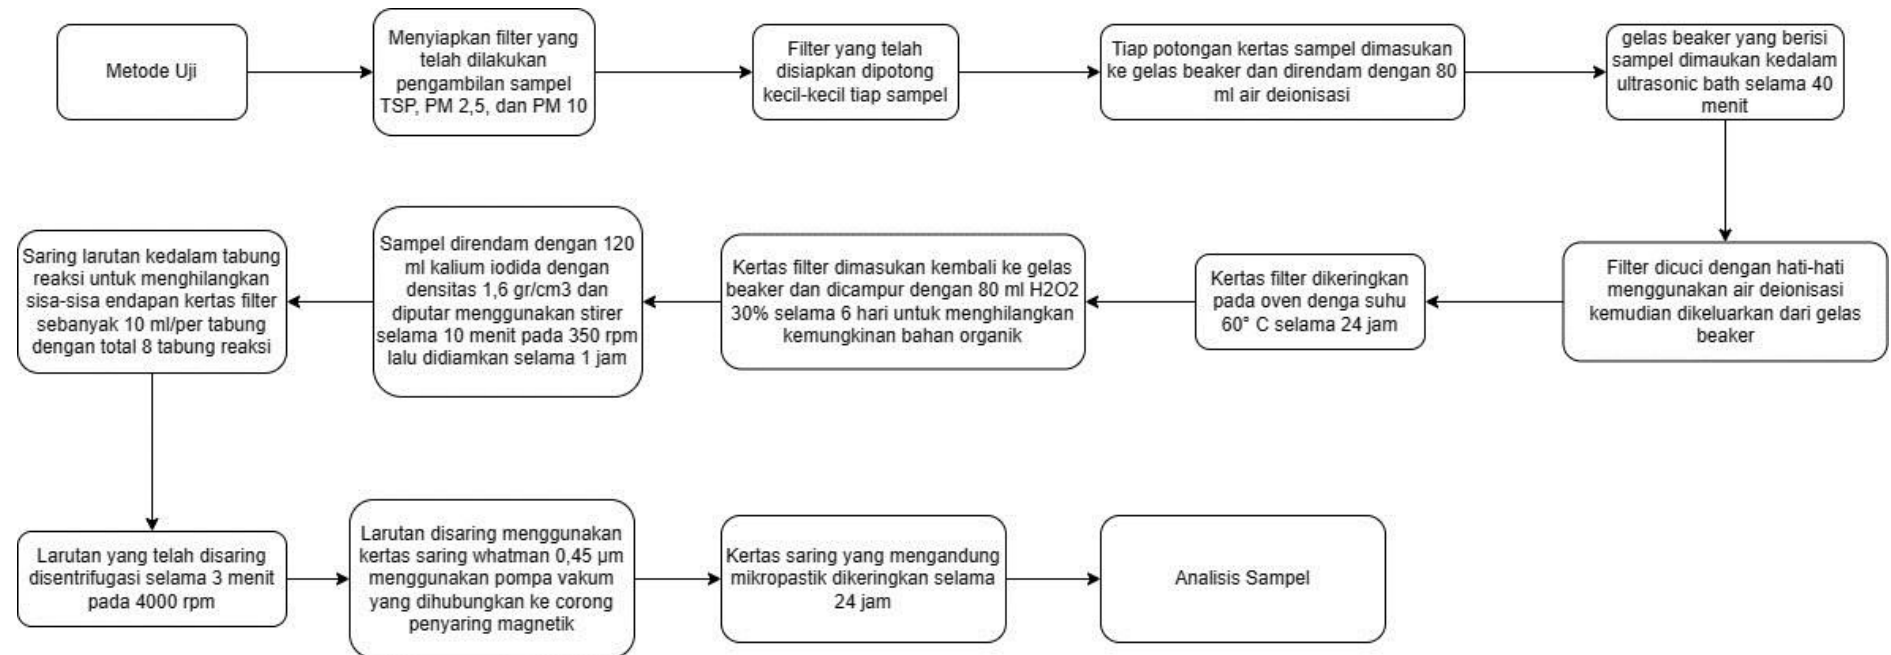 Metode Uji
Menyiapkan filter yang
telah dilakukan
pengambilan sampel
TSP, PM 2,5, dan PM 10
Filter yang telah
disiapkan dipotong
kecil-kecil tiap sampel
Tiap potongan kertas sampel dimasukan
ke gelas beaker dan direndam dengan 80
ml air deionisasi
gelas beaker yang berisi
sampel dimaukan kedalam
ultrasonic bath selama 40
menit
Filter dicuci dengan hati-hati
menggunakan air deionisasi
kemudian dikeluarkan dari gelas
beaker
Kertas filter dikeringkan
pada oven denga suhu
60° C selama 24 jam
Kertas filter dimasukan kembali ke gelas
beaker dan dicampur dengan 80 ml H2O2
30% selama 6 hari untuk menghilangkan
kemungkinan bahan organik
Sampel direndam dengan 120
ml kalium iodida dengan
densitas 1,6 gr/cm3 dan
diputar menggunakan stirer
selama 10 menit pada 350 rpm
lalu didiamkan selama 1 jam
Saring larutan kedalam tabung
reaksi untuk menghilangkan
sisa-sisa endapan kertas filter
sebanyak 10 ml/per tabung
dengan total 8 tabung reaksi
Larutan yang telah disaring
disentrifugasi selama 3 menit
pada 4000 rpm
Larutan disaring menggunakan
kertas saring whatman 0,45 µm
menggunakan pompa vakum
yang dihubungkan ke corong
penyaring magnetik
Kertas saring yang mengandung
mikropastik dikeringkan selama
24 jam
Analisis Sampel